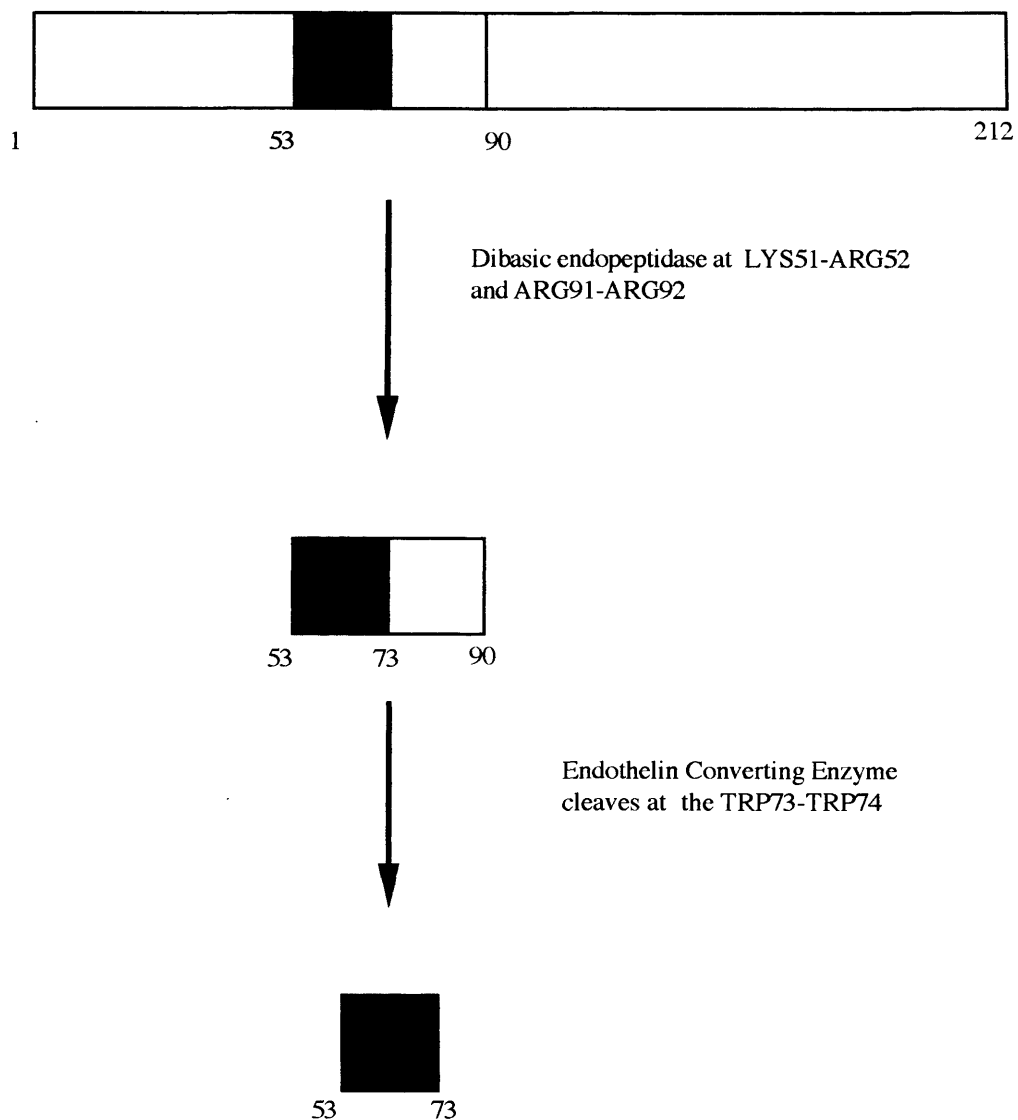 1 53 90 212
Dibasic endopeptidase at LYS51-ARG52
and ARG91-ARG92
53 73 90
Endothelin Converting Enzyme
cleaves at the TRP73-TRP74
53 73